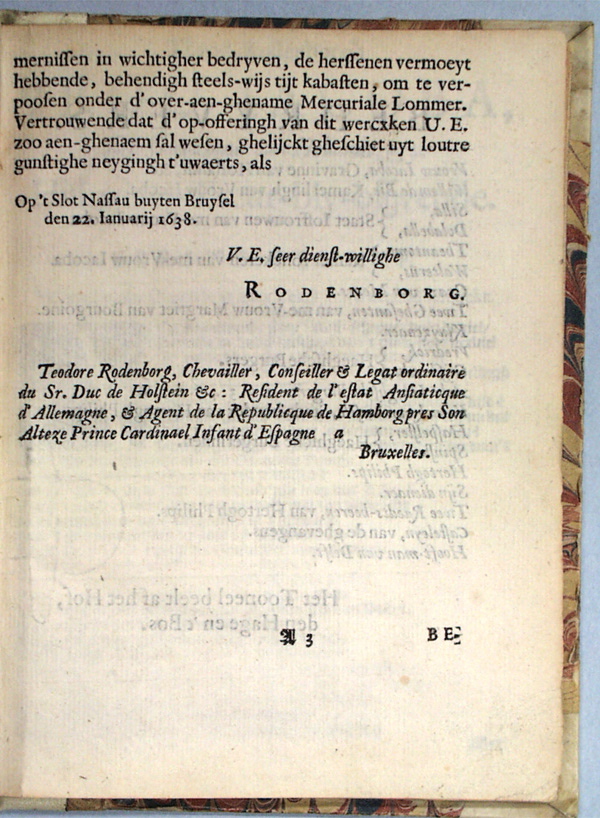 mernissen in wichtigher bedryven, de herssenen vermoeyt
hebbende, behendigh steels-wijs tijt kabasten, om te ver-
poosen onder d'over-aen-ghename Mercuriale Lommer.
Vertrouwende dat d'op-offeringh van dit wercxken U. E.
zoo aen-ghenaem sal wesen, ghelijckt gheschiet uyt loutre
gunstighe neygingh t'uwaerts, als
Op 't Slot Nassau buyten Bruysel
den 22. Ianuarij 1638.
V. E. seer dienst-willighe
RODENBORG.
Teodore Rodenborg, Chevailler, Conseiller & Legat ordinaire
du Sr. Duc de Holstein &c: Resident de l'estat Ansiaticque
d'Allemagne, & Agent de la Republicque de Hamborg pres Son
Alteze Prince Cardinael Infant d'Espagne a
Bruxelles.
A 3 BE-